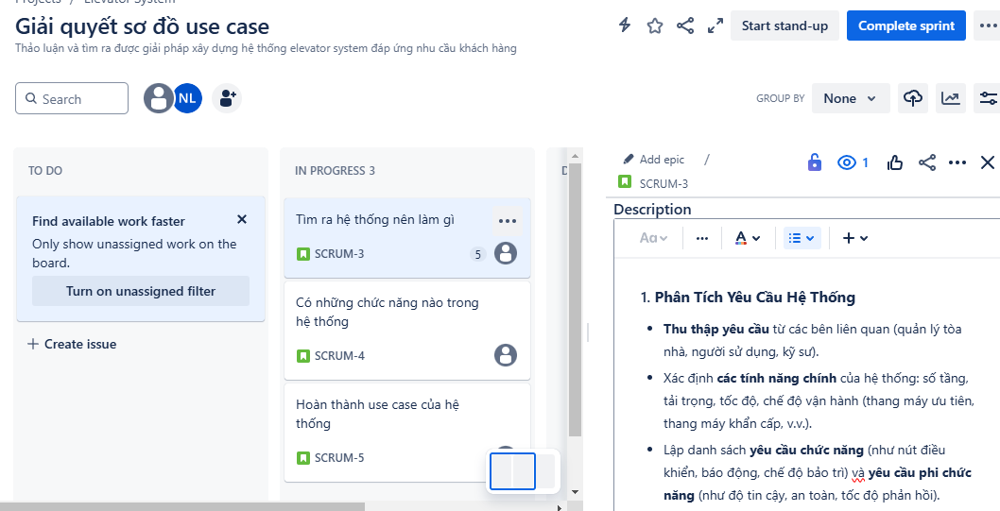 Projects / Elevator System
Giải quyết sơ đồ use case
Thảo luận và tìm ra được giải pháp xây dựng hệ thống elevator system đáp ứng nhu cầu khách hàng
Start stand-up
Complete sprint
Search
NL
GROUP BY
None
TO DO
Find available work faster
Only show unassigned work on the
board.
Turn on unassigned filter
+ Create issue
IN PROGRESS 3
Tìm ra hệ thống nên làm gì
SCRUM-3
5
Có những chức năng nào trong
hệ thống
SCRUM-4
Hoàn thành use case của hệ
thống
SCRUM-5
D
Add epic /
1
SCRUM-3
Description
Aa
A
1. Phân Tích Yêu Cầu Hệ Thống
• Thu thập yêu cầu từ các bên liên quan (quản lý tòa
nhà, người sử dụng, kỹ sư).
• Xác định các tính năng chính của hệ thống: số tầng,
tải trọng, tốc độ, chế độ vận hành (thang máy ưu tiên,
thang máy khẩn cấp, v.v.).
• Lập danh sách yêu cầu chức năng (như nút điều
khiển, báo động, chế độ bảo trì) và yêu cầu phi chức
năng (như độ tin cậy, an toàn, tốc độ phản hồi).